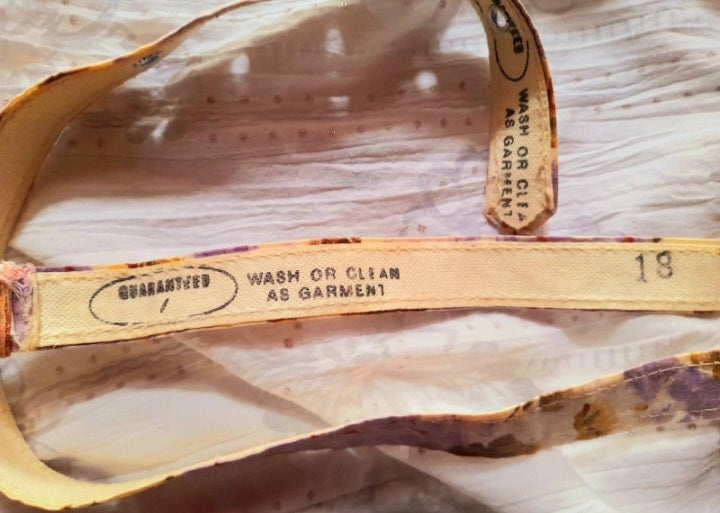 GUARANTEED
WASH OR CLEAN
AS GARMENT
18
WASH OR CLEA
AS GARMENT